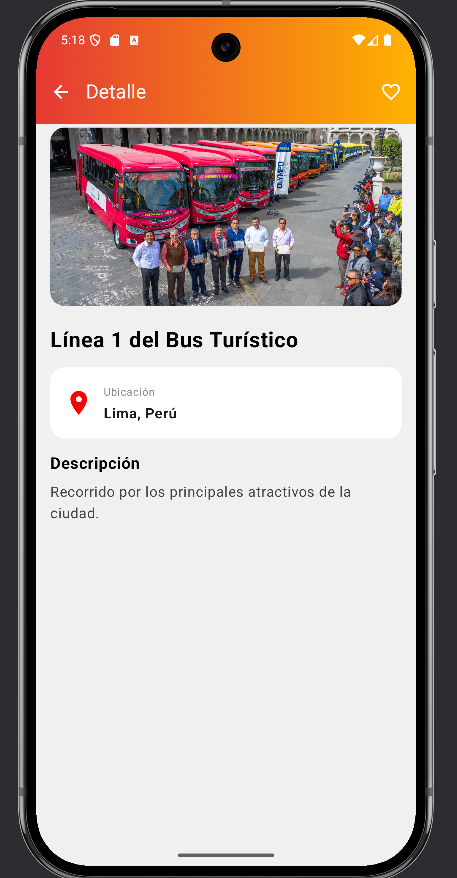 5:18
Detalle
Línea 1 del Bus Turístico
Ubicación
Lima, Perú
Descripción
Recorrido por los principales atractivos de la
ciudad.